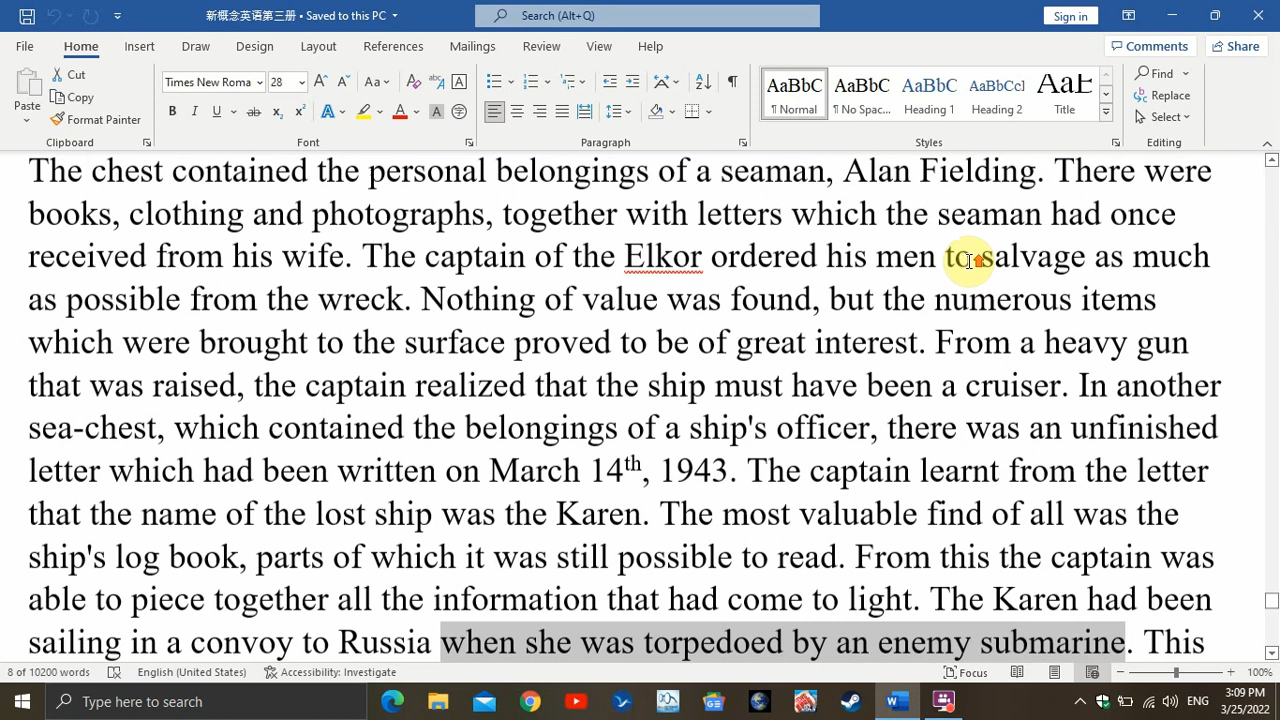 新概念英语第三册 • Saved to this PC
Search (Alt+Q)
Sign in
File Home Insert Draw Design Layout References Mailings Review View Help Comments Share
Paste Cut Copy Format Painter
Times New Roma 28 Aa
B I U ab x₂ x² A A A
AaBbC AaBbC AaBbC AaBbCcI AaB
¶ Normal ¶ No Spac... Heading 1 Heading 2 Title
Find Replace Select
Clipboard Font Paragraph Styles Editing
The chest contained the personal belongings of a seaman, Alan Fielding. There were
books, clothing and photographs, together with letters which the seaman had once
received from his wife. The captain of the Elkor ordered his men to salvage as much
as possible from the wreck. Nothing of value was found, but the numerous items
which were brought to the surface proved to be of great interest. From a heavy gun
that was raised, the captain realized that the ship must have been a cruiser. In another
sea-chest, which contained the belongings of a ship's officer, there was an unfinished
letter which had been written on March 14th, 1943. The captain learnt from the letter
that the name of the lost ship was the Karen. The most valuable find of all was the
ship's log book, parts of which it was still possible to read. From this the captain was
able to piece together all the information that had come to light. The Karen had been
sailing in a convoy to Russia when she was torpedoed by an enemy submarine. This
8 of 10200 words English (United States) Accessibility: Investigate Focus 100%
Type here to search ENG 3:09 PM
3/25/2022